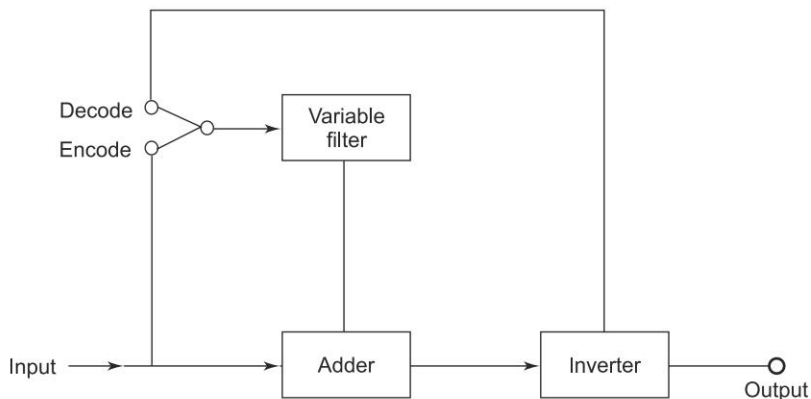 Decode
Encode
Variable
filter
Input
Adder
Inverter
Output